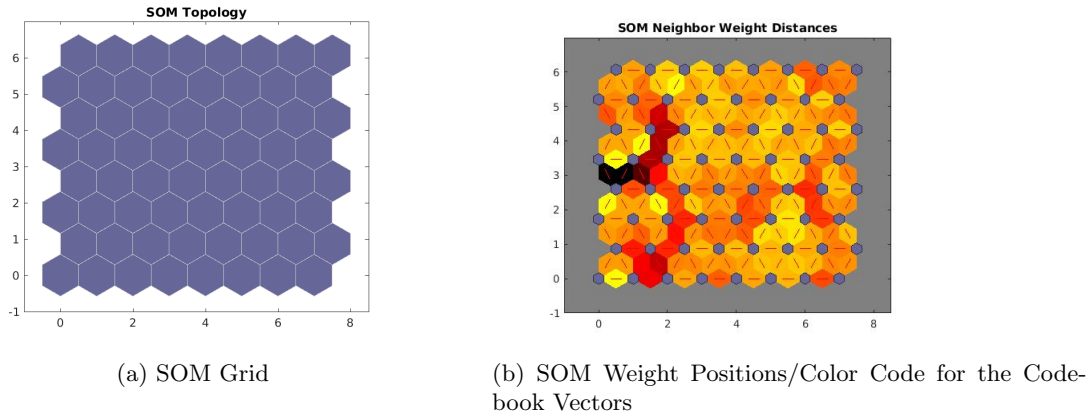 SOM Topology
6
5
4
3
2
1
0
-1
0 2 4 6 8
(a) SOM Grid
SOM Neighbor Weight Distances
6
5
4
3
2
1
0
-1
0 2 4 6 8
(b) SOM Weight Positions/Color Code for the Code-
book Vectors